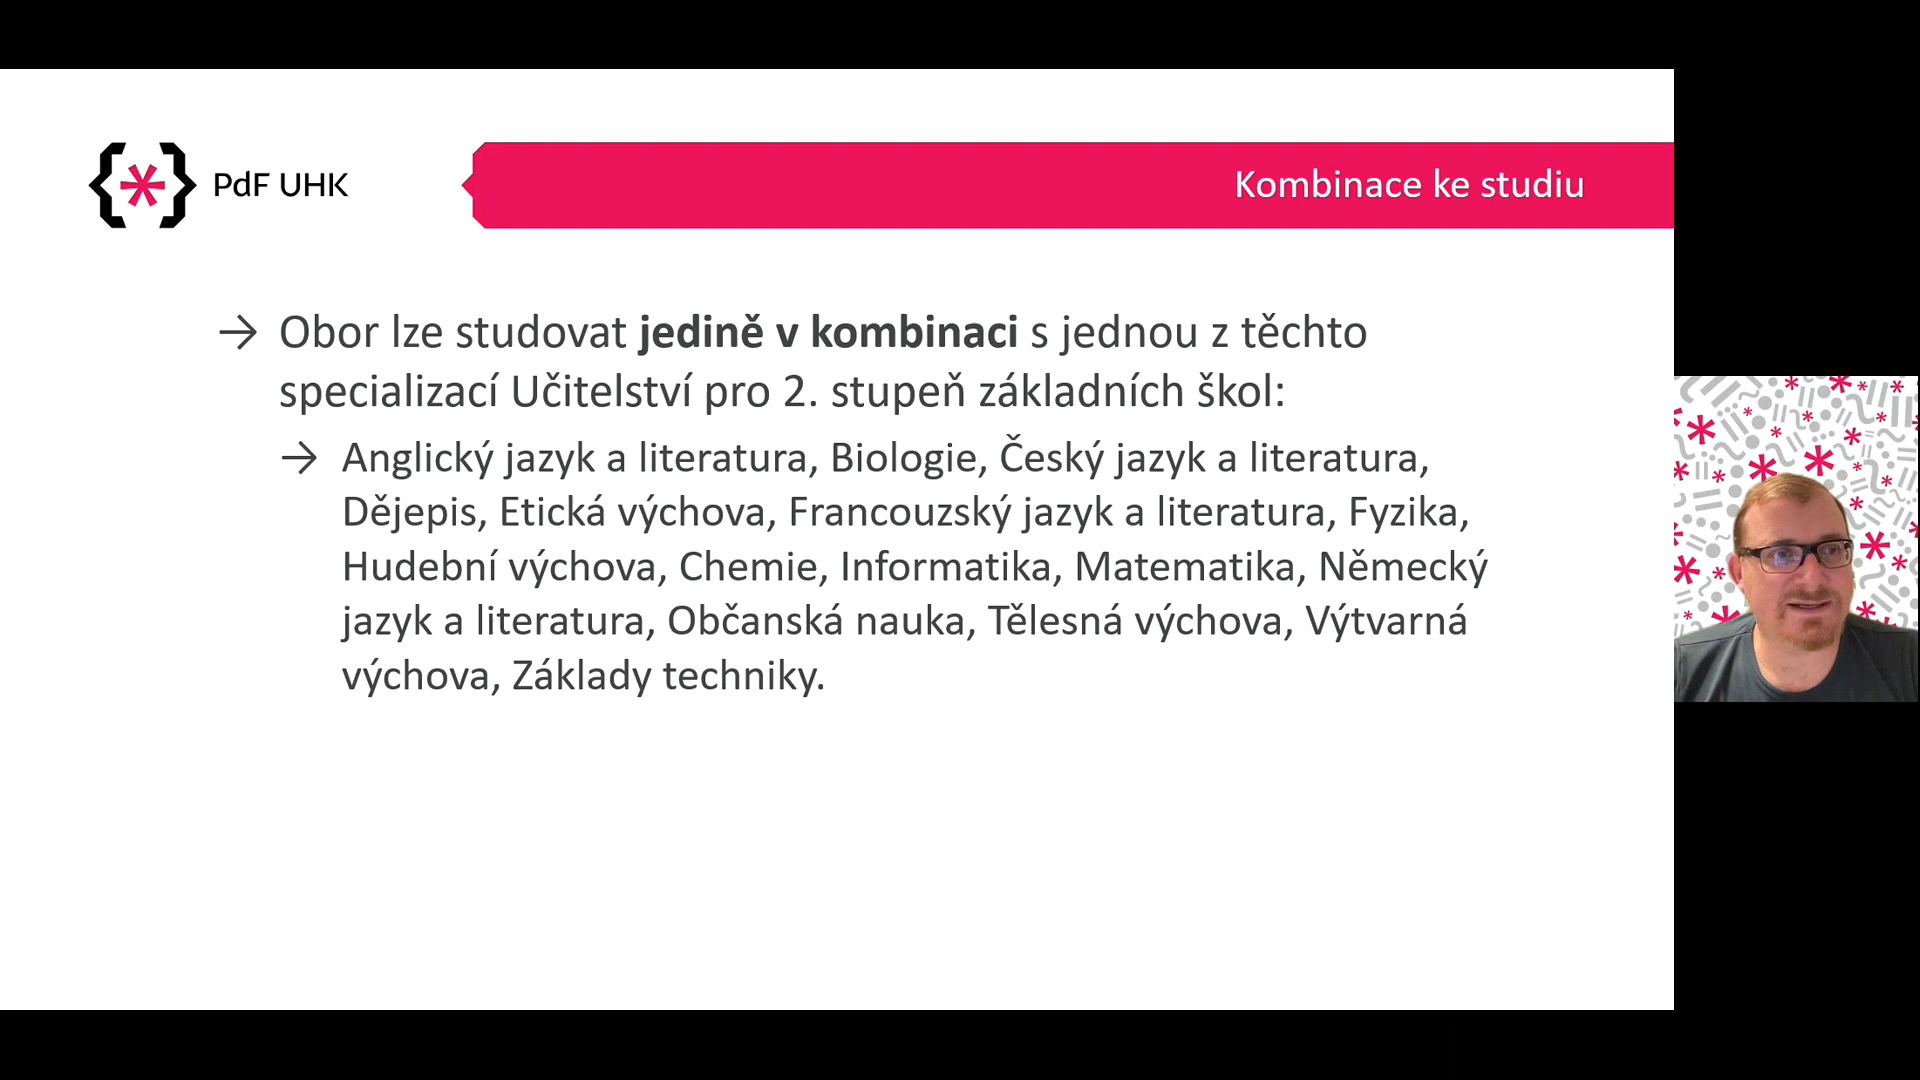 PdF UHK
Kombinace ke studiu
→ Obor lze studovat jedině v kombinaci s jednou z těchto
specializací Učitelství pro 2. stupeň základních škol:
→ Anglický jazyk a literatura, Biologie, Český jazyk a literatura,
Dějepis, Etická výchova, Francouzský jazyk a literatura, Fyzika,
Hudební výchova, Chemie, Informatika, Matematika, Německý
jazyk a literatura, Občanská nauka, Tělesná výchova, Výtvarná
výchova, Základy techniky.